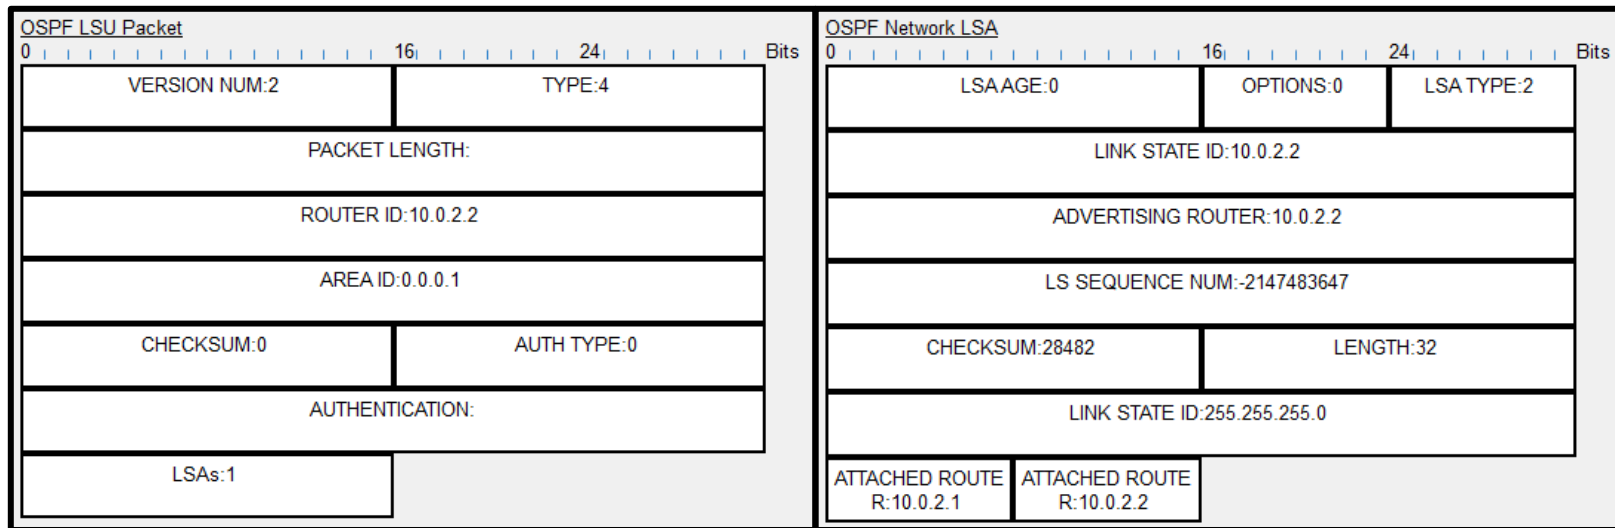 OSPF LSU Packet
0 16 24 Bits
VERSION NUM:2 TYPE:4
PACKET LENGTH:
ROUTER ID:10.0.2.2
AREA ID:0.0.0.1
CHECKSUM:0 AUTH TYPE:0
AUTHENTICATION:
LSAs:1
OSPF Network LSA
0 16 24 Bits
LSA AGE:0 OPTIONS:0 LSA TYPE:2
LINK STATE ID:10.0.2.2
ADVERTISING ROUTER:10.0.2.2
LS SEQUENCE NUM:-2147483647
CHECKSUM:28482 LENGTH:32
LINK STATE ID:255.255.255.0
ATTACHED ROUTE
R:10.0.2.1
ATTACHED ROUTE
R:10.0.2.2